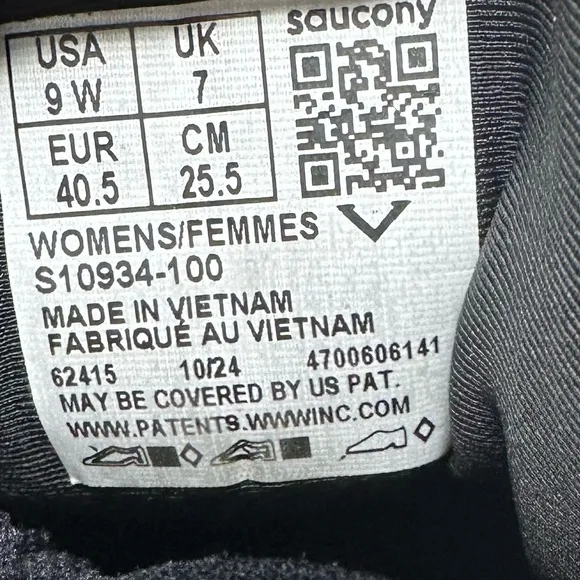 saucony
USA UK
9 W 7
EUR CM
40.5 25.5
WOMENS/FEMMES
S10934-100
MADE IN VIETNAM
FABRIQUÉ AU VIETNAM
62415 10/24 4700606141
MAY BE COVERED BY US PAT.
WWW.PATENTS.WWWINC.COM